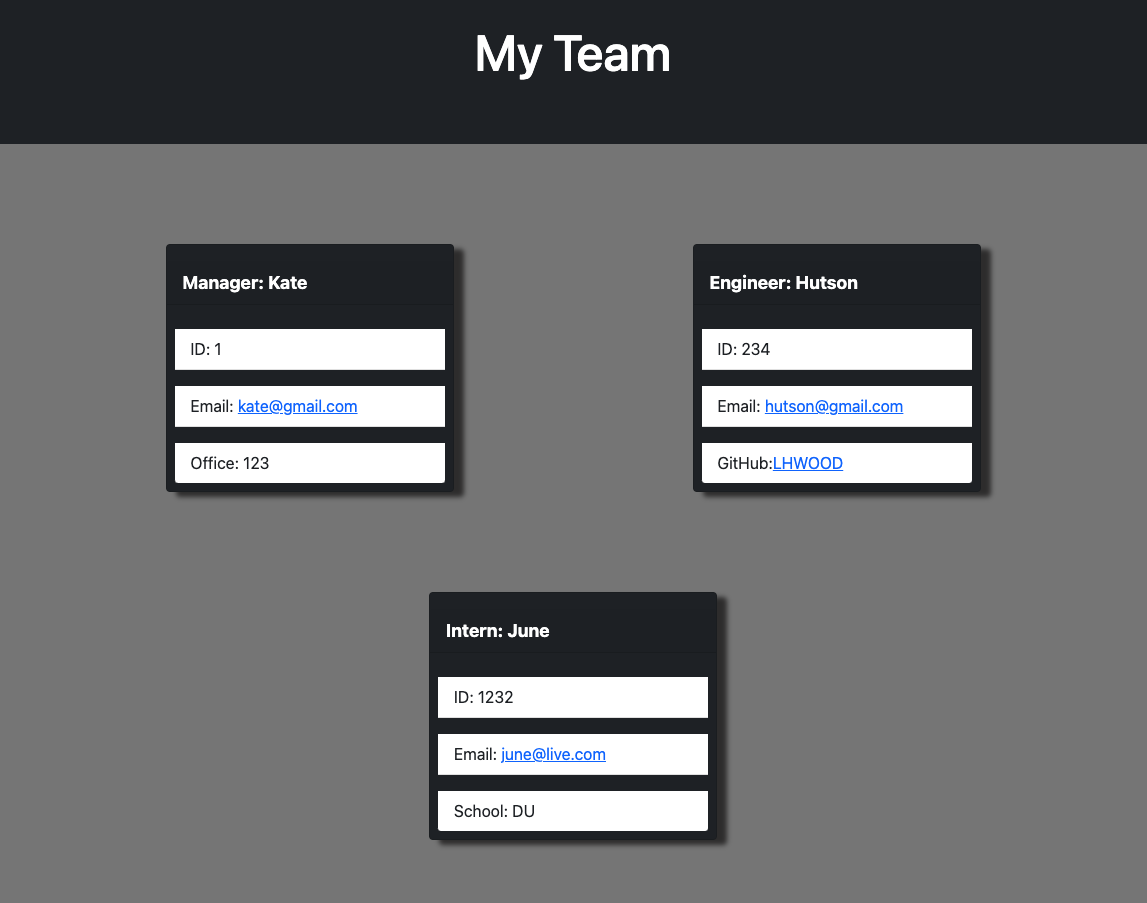 My Team
Manager: Kate
ID: 1
Email: kate@gmail.com
Office: 123
Engineer: Hutson
ID: 234
Email: hutson@gmail.com
GitHub:LHWOOD
Intern: June
ID: 1232
Email: june@live.com
School: DU